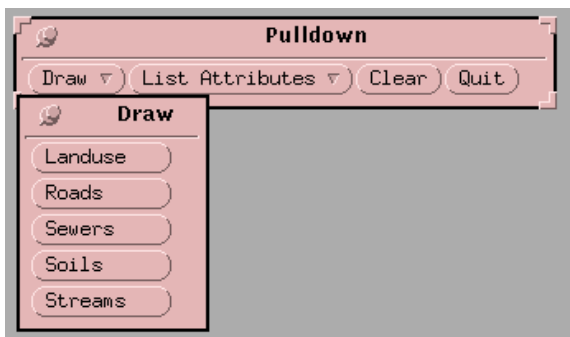 Pulldown
Draw List Attributes Clear Quit
Draw
Landuse
Roads
Sewers
Soils
Streams